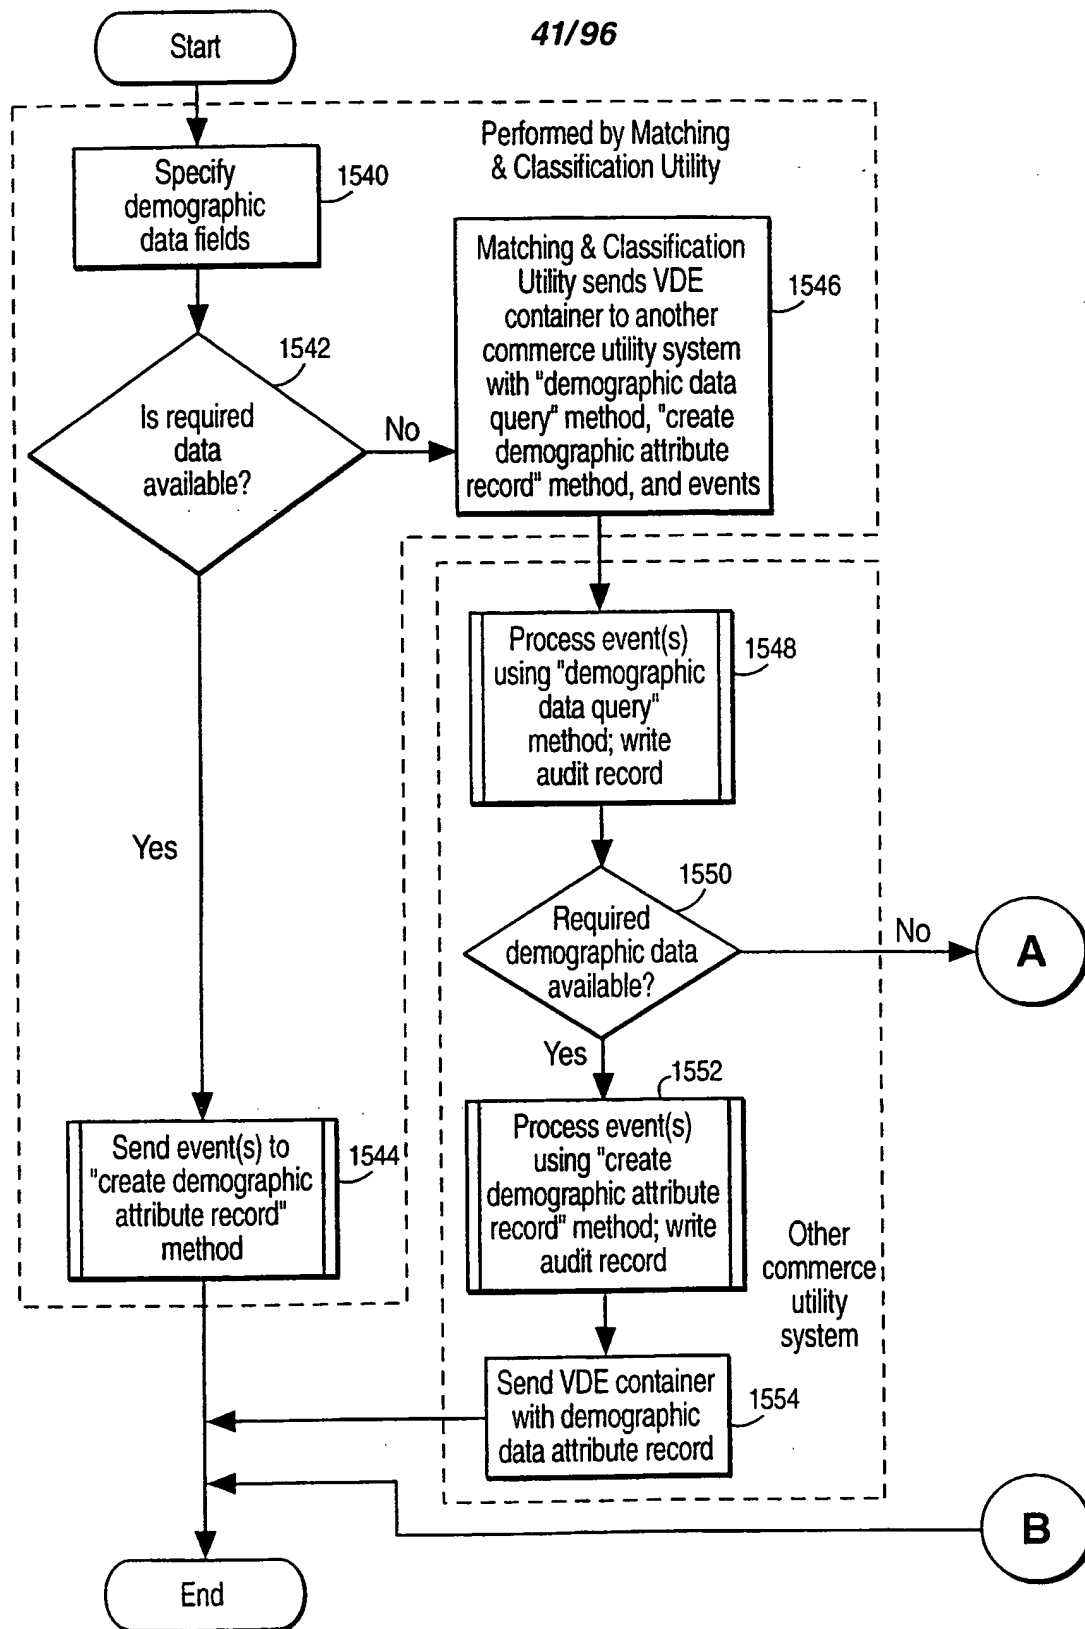 41/96
Start
Performed by Matching
& Classification Utility
Specify
demographic
data fields
1540
Matching & Classification
Utility sends VDE
container to another
commerce utility system
with "demographic data
query" method, "create
demographic attribute
record" method, and events
1546
1542
Is required
data
available?
No
Yes
Process event(s)
using "demographic
data query"
method; write
audit record
1548
1550
Required
demographic data
available?
No
A
Yes
1552
Process event(s)
using "create
demographic attribute
record" method; write
audit record
Send event(s) to
"create demographic
attribute record"
method
1544
Other
commerce
utility
system
Send VDE container
with demographic
data attribute record
1554
B
End